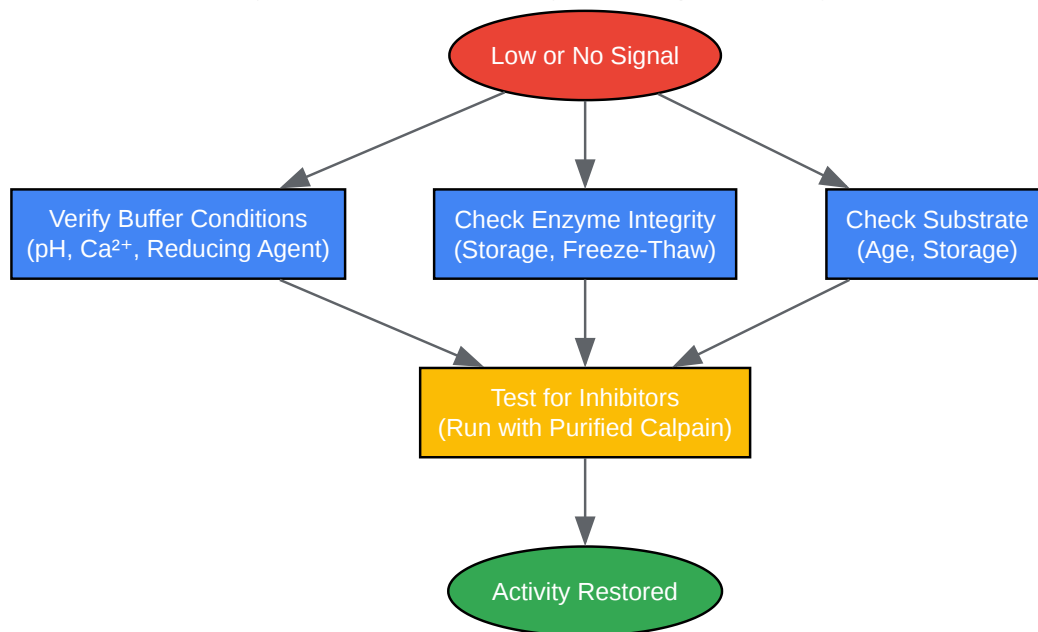 Low or No Signal
Verify Buffer Conditions
(pH, Ca²⁺, Reducing Agent)
Check Enzyme Integrity
(Storage, Freeze-Thaw)
Check Substrate
(Age, Storage)
Test for Inhibitors
(Run with Purified Calpain)
Activity Restored